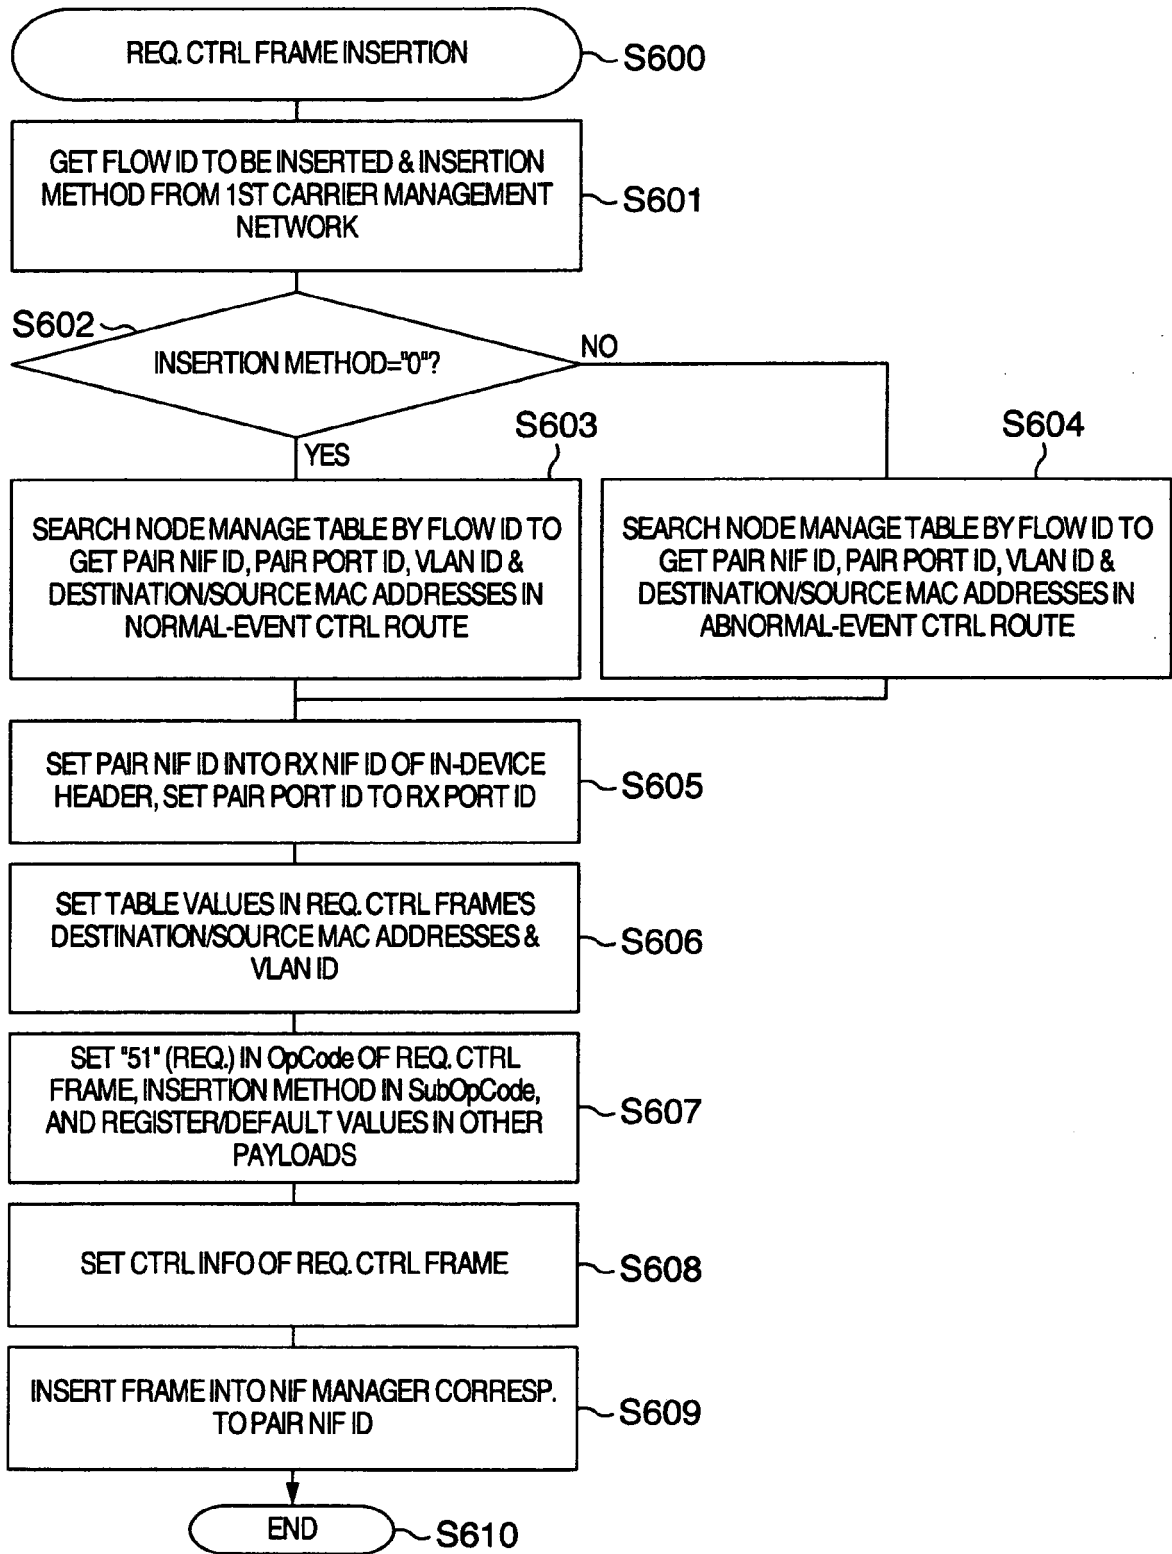 REQ. CTRL FRAME INSERTION
S600
GET FLOW ID TO BE INSERTED & INSERTION
METHOD FROM 1ST CARRIER MANAGEMENT
NETWORK
S601
S602
INSERTION METHOD="0"?
NO
YES
S603
S604
SEARCH NODE MANAGE TABLE BY FLOW ID TO
GET PAIR NIF ID, PAIR PORT ID, VLAN ID &
DESTINATION/SOURCE MAC ADDRESSES IN
NORMAL-EVENT CTRL ROUTE
SEARCH NODE MANAGE TABLE BY FLOW ID TO
GET PAIR NIF ID, PAIR PORT ID, VLAN ID &
DESTINATION/SOURCE MAC ADDRESSES IN
ABNORMAL-EVENT CTRL ROUTE
SET PAIR NIF ID INTO RX NIF ID OF IN-DEVICE
HEADER, SET PAIR PORT ID TO RX PORT ID
S605
SET TABLE VALUES IN REQ. CTRL FRAME'S
DESTINATION/SOURCE MAC ADDRESSES &
VLAN ID
S606
SET "51" (REQ.) IN OpCode OF REQ. CTRL
FRAME, INSERTION METHOD IN SubOpCode,
AND REGISTER/DEFAULT VALUES IN OTHER
PAYLOADS
S607
SET CTRL INFO OF REQ. CTRL FRAME
S608
INSERT FRAME INTO NIF MANAGER CORRESP.
TO PAIR NIF ID
S609
END
S610